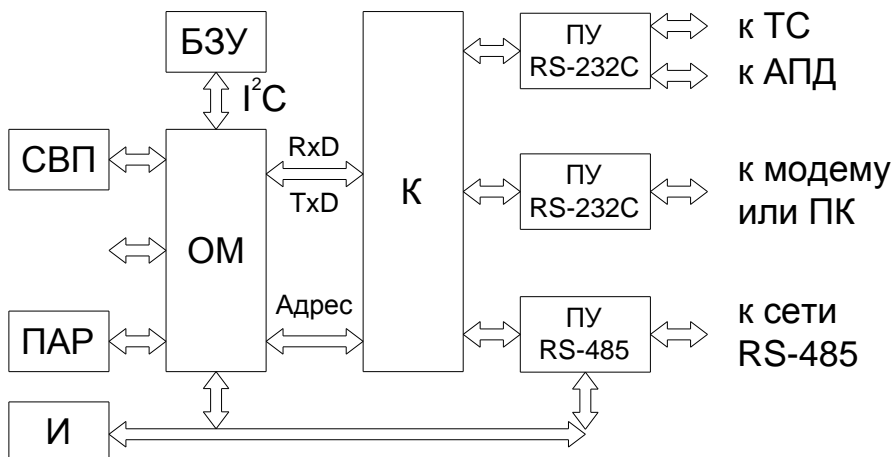 БЗУ
I²C
СВП
ОМ
ПАР
И
RxD
TxD
Адрес
К
ПУ
RS-232C
к ТС
к АПД
ПУ
RS-232C
к модему
или ПК
ПУ
RS-485
к сети
RS-485